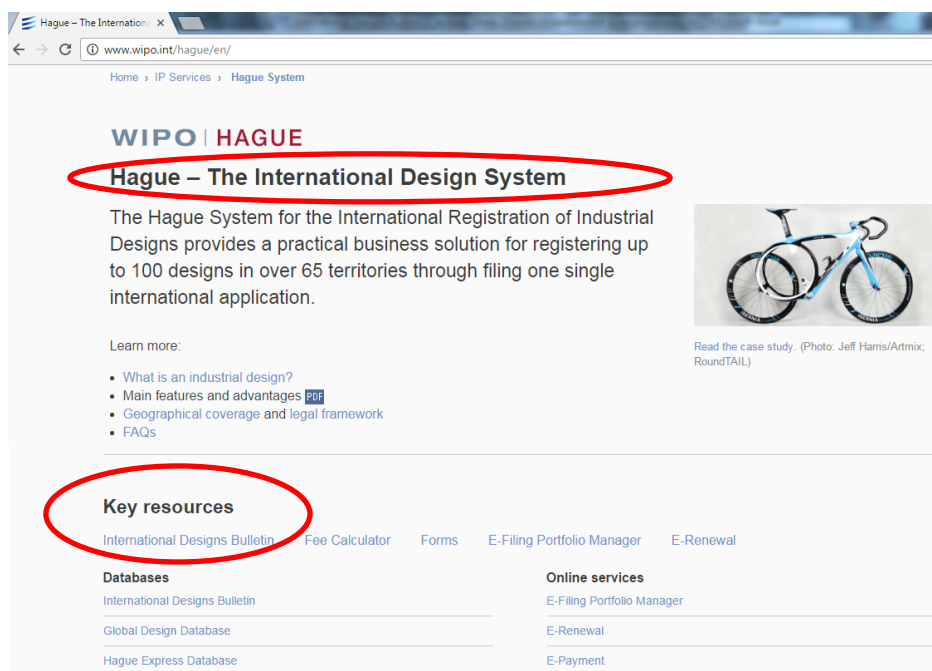 Hague – The Internation
www.wipo.int/hague/en/
Home › IP Services › Hague System
WIPO | HAGUE
Hague – The International Design System
The Hague System for the International Registration of Industrial
Designs provides a practical business solution for registering up
to 100 designs in over 65 territories through filing one single
international application.
Read the case study. (Photo: Jeff Harris/Artmix;
RoundTAIL)
Learn more:
• What is an industrial design?
• Main features and advantages PDF
• Geographical coverage and legal framework
• FAQs
Key resources
International Designs Bulletin Fee Calculator Forms E-Filing Portfolio Manager E-Renewal
Databases
International Designs Bulletin
Global Design Database
Hague Express Database
Online services
E-Filing Portfolio Manager
E-Renewal
E-Payment